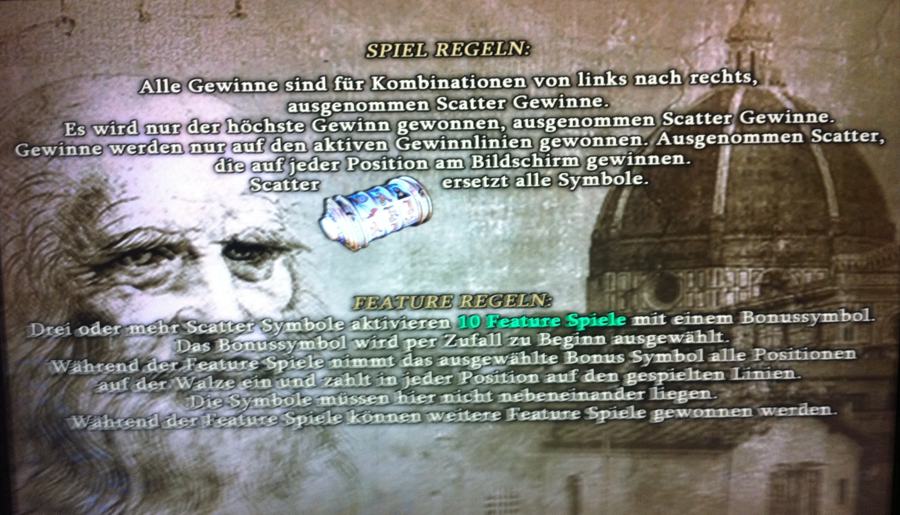 SPIEL REGELN:
Alle Gewinne sind für Kombinationen von links nach rechts,
ausgenommen Scatter Gewinne.
Es wird nur der höchste Gewinn gewonnen, ausgenommen Scatter Gewinne.
Gewinne werden nur auf den aktiven Gewinnlinien gewonnen. Ausgenommen Scatter,
die auf jeder Position am Bildschirm gewinnen.
Scatter ersetzt alle Symbole.
FEATURE REGELN:
Drei oder mehr Scatter Symbole aktivieren 10 Feature Spiele mit einem Bonussymbol.
Das Bonussymbol wird per Zufall zu Beginn ausgewählt.
Während der Feature Spiele nimmt das ausgewählte Bonus Symbol alle Positionen
auf der Walze ein und zahlt in jeder Position auf den gespielten Linien.
Die Symbole müssen hier nicht nebeneinander liegen.
Während der Feature Spiele können weitere Feature Spiele gewonnen werden.